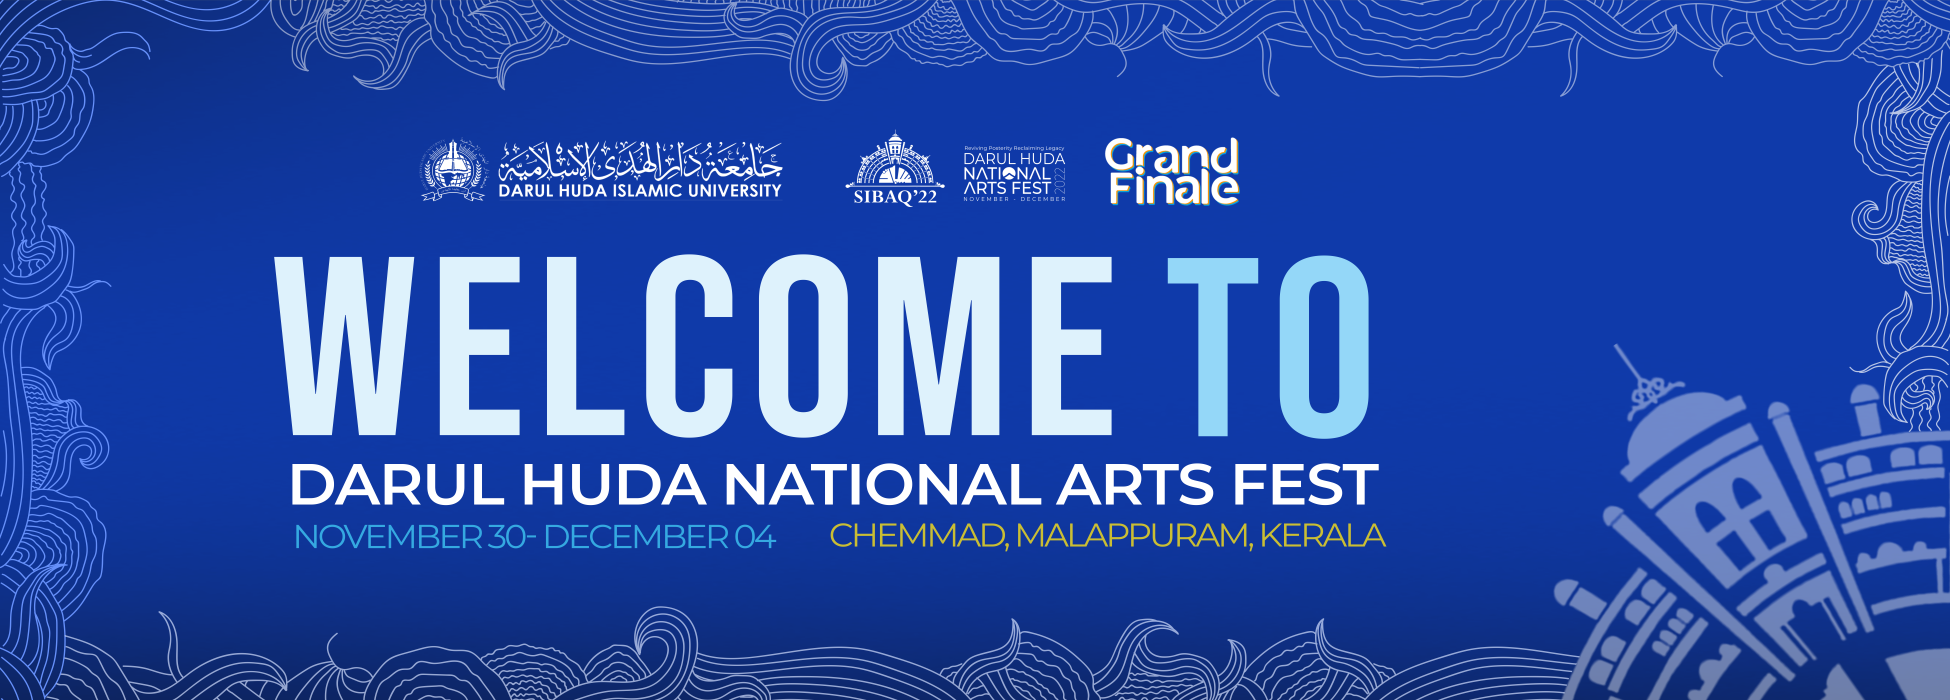 جامعة دار الهدى الإسلامية
DARUL HUDA ISLAMIC UNIVERSITY
SIBAQ'22
Reviving Posterity Reclaiming Legacy
DARUL HUDA
NATIONAL
ARTS FEST 2022
NOVEMBER - DECEMBER
Grand
Finale
WELCOME TO
DARUL HUDA NATIONAL ARTS FEST
NOVEMBER 30- DECEMBER 04
CHEMMAD, MALAPPURAM, KERALA